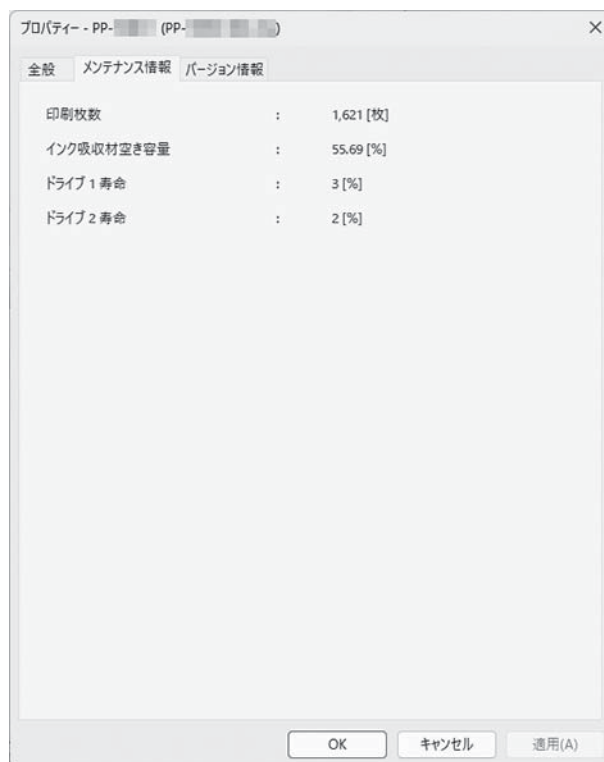 プロパティー - PP- (PP- )
全般 メンテナンス情報 バージョン情報
印刷枚数 : 1,621 [枚]
インク吸収材空き容量 : 55.69 [%]
ドライブ 1 寿命 : 3 [%]
ドライブ 2 寿命 : 2 [%]
OK キャンセル 適用(A)